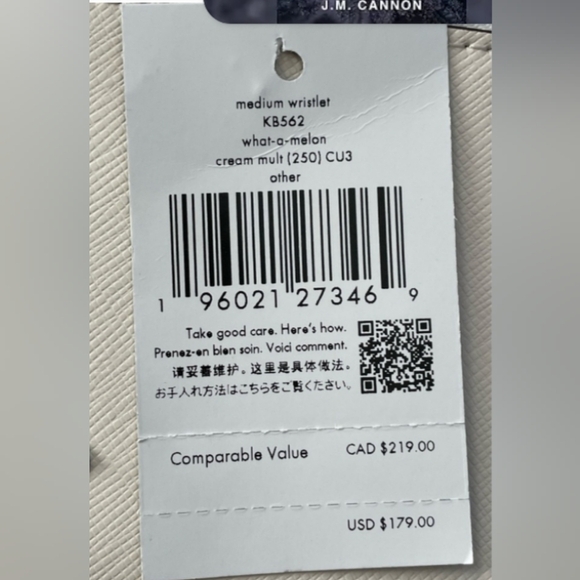 J.M. CANNON
medium wristlet
KB562
what-a-melon
cream mult (250) CU3
other
1 96021 27346 9
Take good care. Here's how.
Prenez-en bien soin. Voici comment.
请妥善维护。这里是具体做法。
お手入れ方法はこちらをご覧ください。
Comparable Value CAD $219.00
USD $179.00